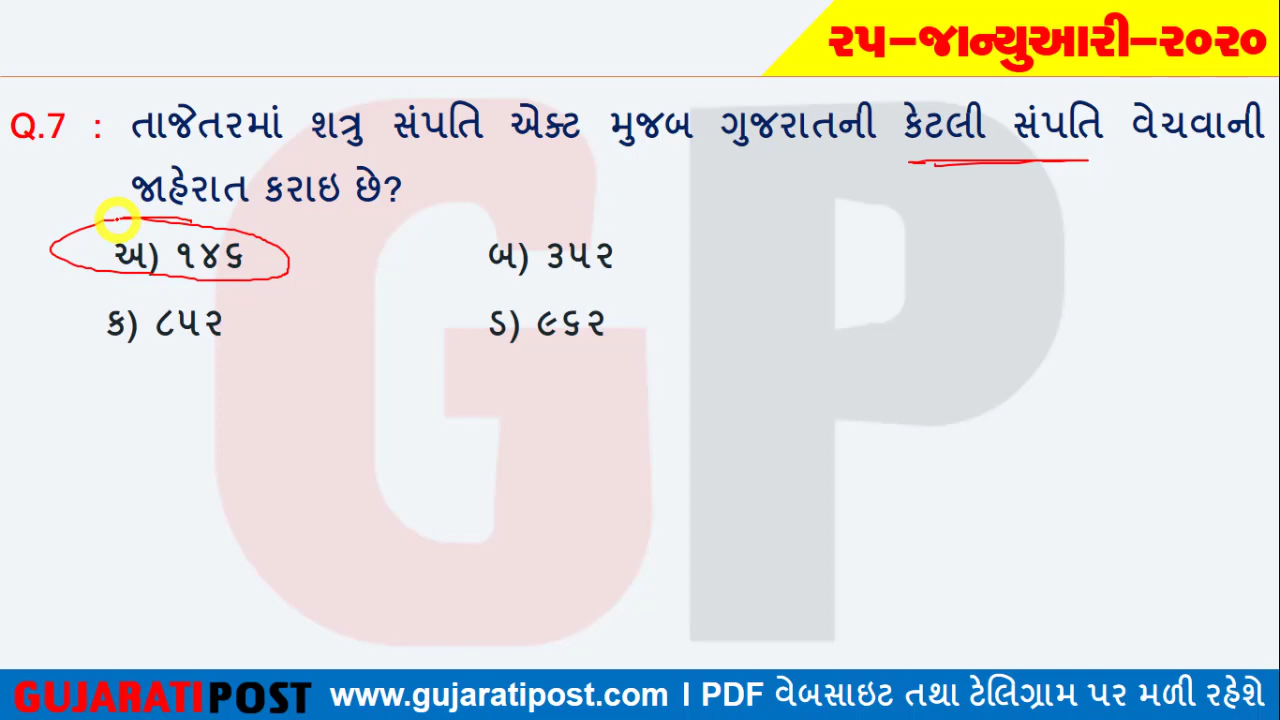 ૨૫-જાન્યુઆરી-૨૦૨૦
Q.7 : તાજેતરમાં શત્રુ સંપતિ એક્ટ મુજબ ગુજરાતની કેટલી સંપતિ વેચવાની
જાહેરાત કરાઇ છે?
અ) ૧૪૬ બ) ૩૫૨
ક) ૮૫૨ ડ) ૯૬૨
GP
GUJARATIPOST www.gujaratipost.com । PDF વેબસાઇટ તથા ટેલિગ્રામ પર મળી રહેશે